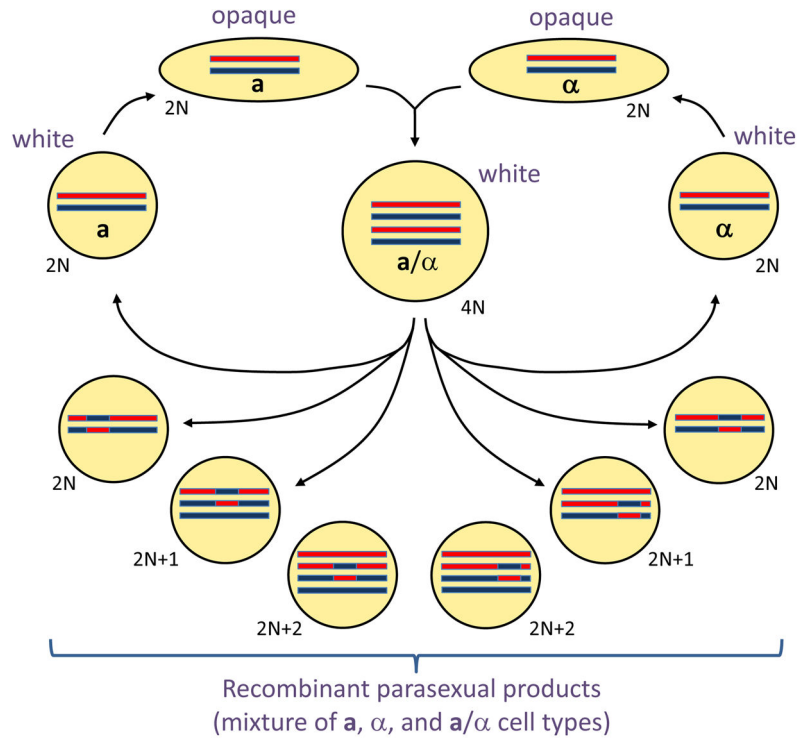 opaque
opaque
a
α
2N
2N
white
white
white
a
α
a/α
2N
2N
4N
2N
2N
2N+1
2N+1
2N+2
2N+2
Recombinant parasexual products
(mixture of a, α, and a/α cell types)